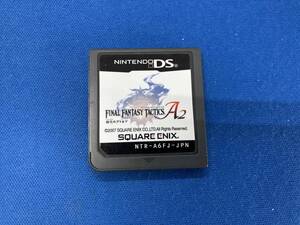 NINTENDO DS
FINAL FANTASY TACTICS A2
©2007 SQUARE ENIX CO.,LTD.All Rights Reserved.
SQUARE ENIX
NTR-A6FJ-JPN